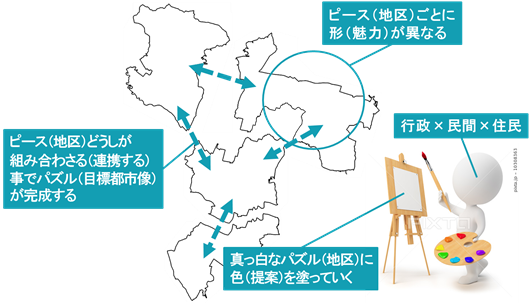 ピース（地区）ごとに
形（魅力）が異なる
行政×民間×住民
ピース（地区）どうしが
組み合わさる（連携する）
事でパズル（目標都市像）
が完成する
真っ白なパズル（地区）に
色（提案）を塗っていく